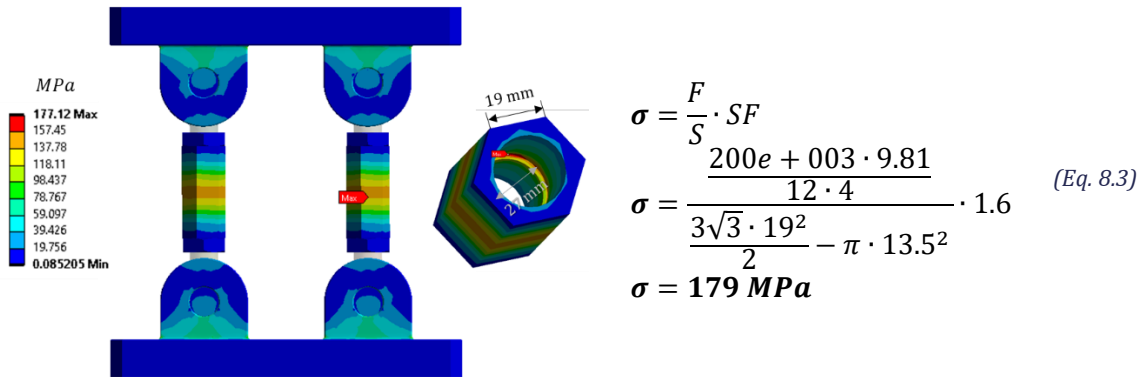 MPa
177.12 Max
157.45
137.78
118.11
98.437
78.767
59.097
39.426
19.756
0.085205 Min
Max
19 mm
27 mm
σ = F/S · SF
σ = ((200e + 003 · 9.81)/(12 · 4))/((3√3 · 19²)/2 − π · 13.5²) · 1.6
σ = 179 MPa
(Eq. 8.3)